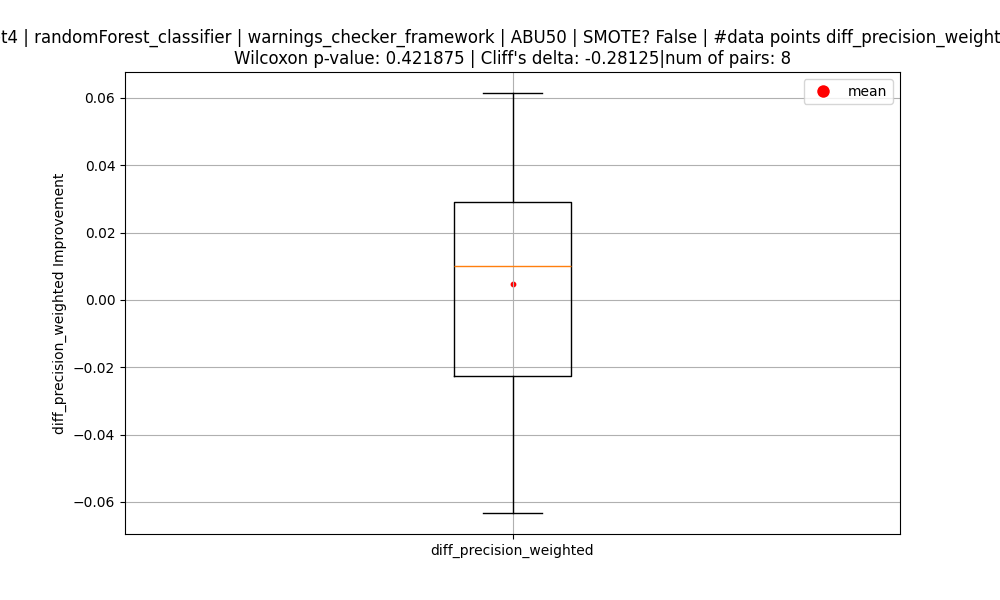 t4 | randomForest_classifier | warnings_checker_framework | ABU50 | SMOTE? False | #data points diff_precision_weight
Wilcoxon p-value: 0.421875 | Cliff's delta: -0.28125|num of pairs: 8
mean
0.06
0.04
0.02
0.00
−0.02
−0.04
−0.06
diff_precision_weighted Improvement
diff_precision_weighted